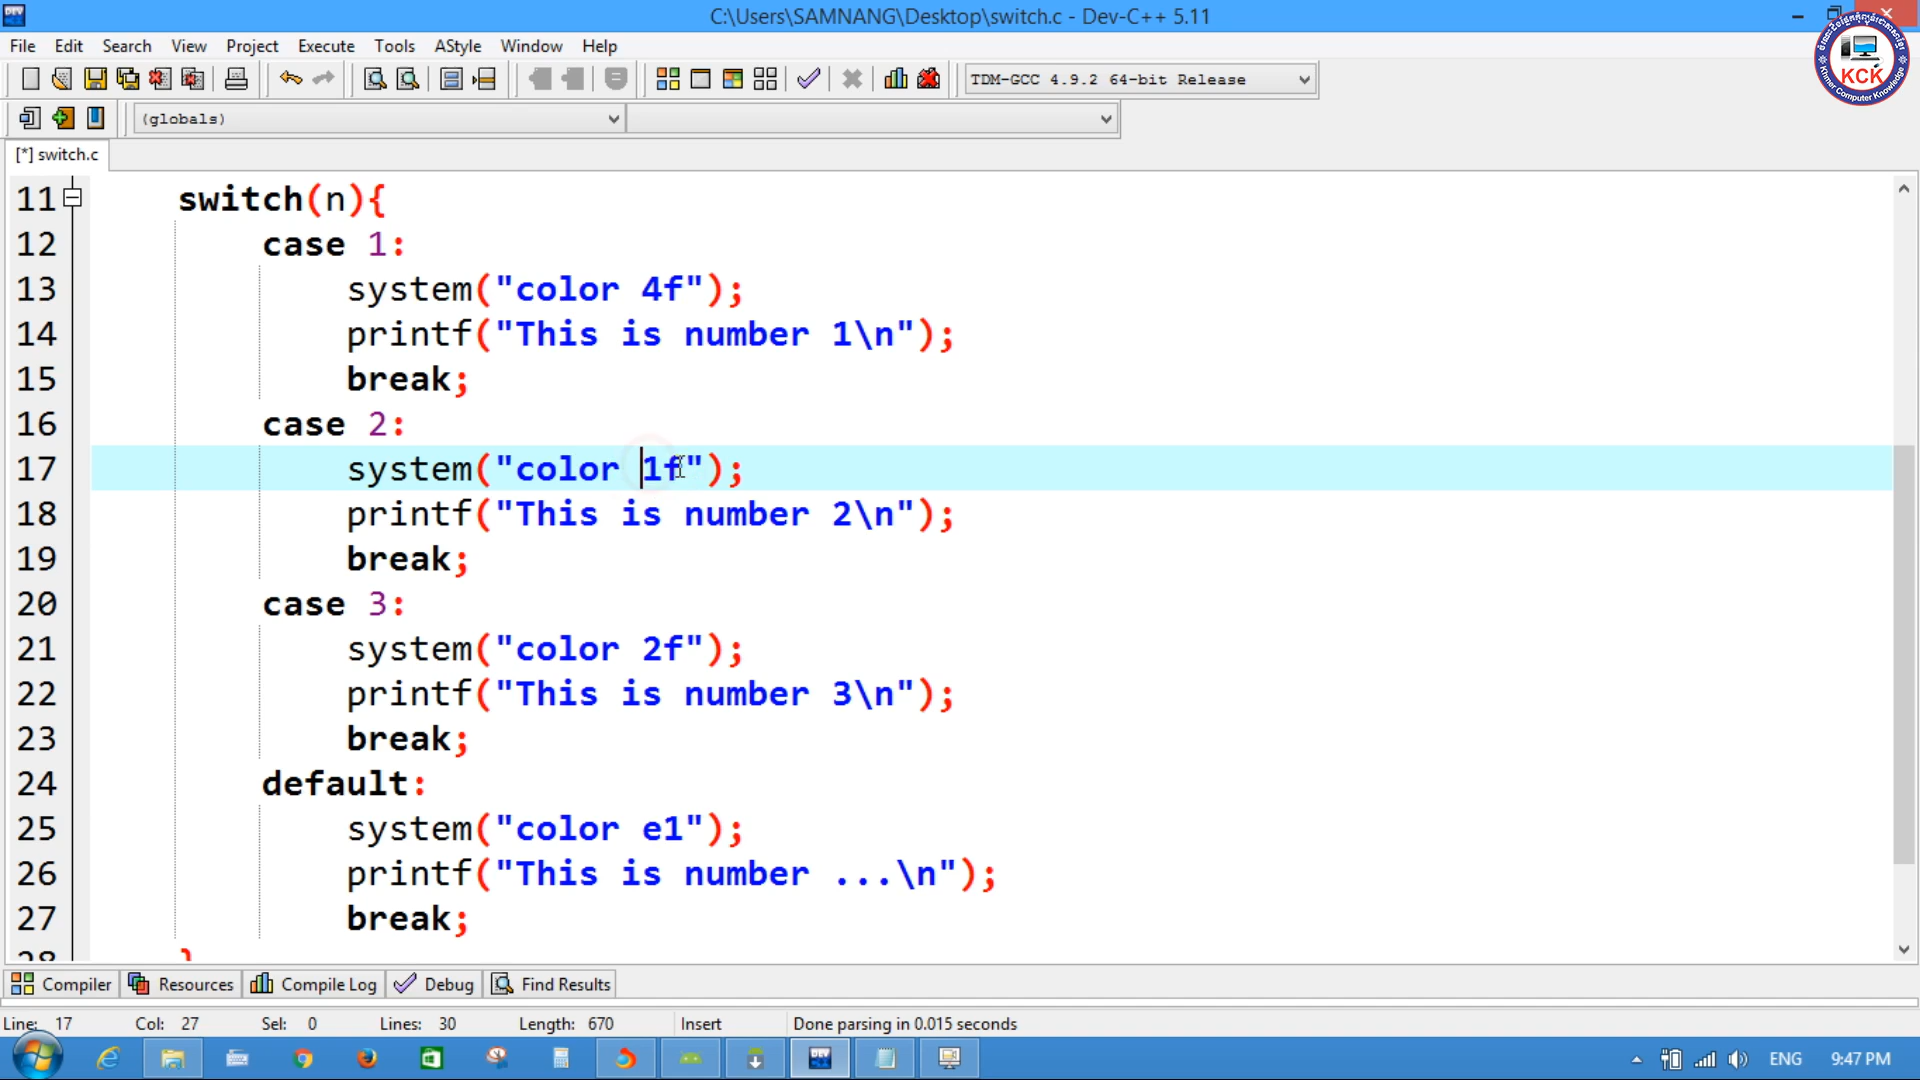 C:\Users\SAMNANG\Desktop\switch.c - Dev-C++ 5.11
File Edit Search View Project Execute Tools AStyle Window Help
TDM-GCC 4.9.2 64-bit Release
(globals)
[*] switch.c
11 switch(n){
12 case 1:
13 system("color 4f");
14 printf("This is number 1\n");
15 break;
16 case 2:
17 system("color 1f");
18 printf("This is number 2\n");
19 break;
20 case 3:
21 system("color 2f");
22 printf("This is number 3\n");
23 break;
24 default:
25 system("color e1");
26 printf("This is number ...\n");
27 break;
28 }
Compiler Resources Compile Log Debug Find Results
Line: 17 Col: 27 Sel: 0 Lines: 30 Length: 670 Insert Done parsing in 0.015 seconds
DEV ENG 9:47 PM
KCK
Khmer Computer Knowledge